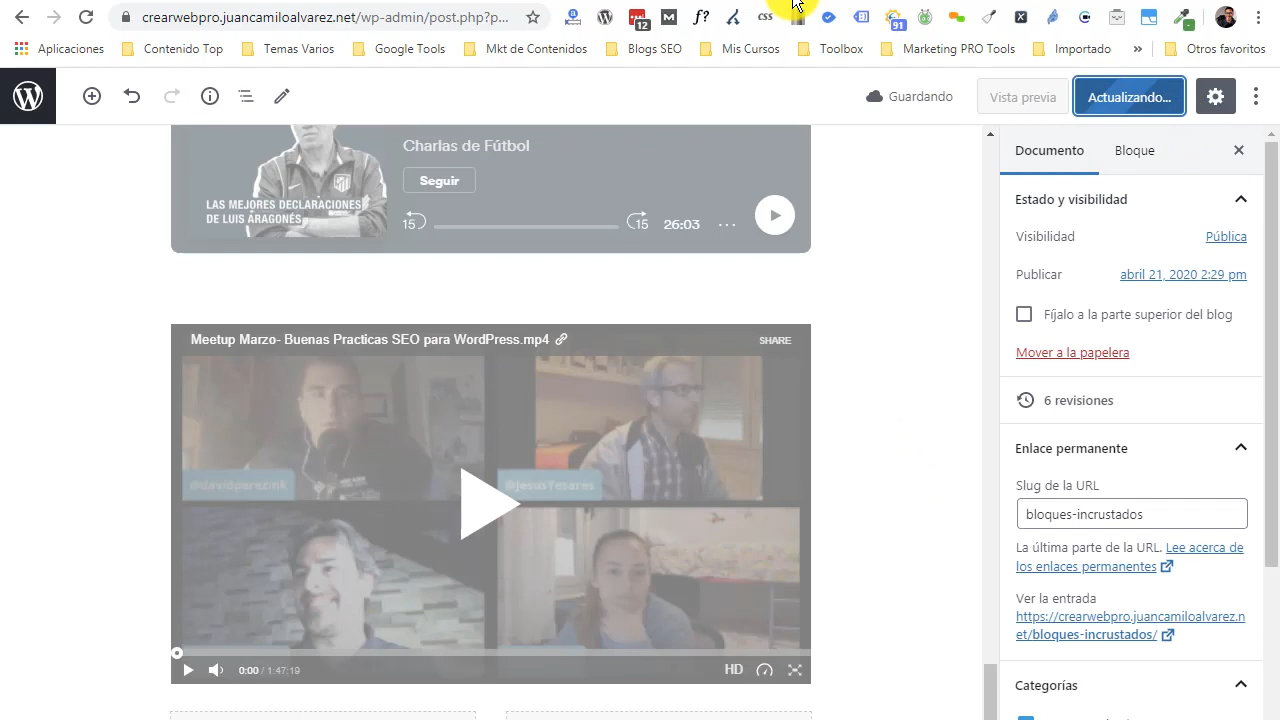 crearwebpro.juancamiloalvarez.net/wp-admin/post.php?p...
12
M
f?
css
91
Aplicaciones
Contenido Top
Temas Varios
Google Tools
Mkt de Contenidos
Blogs SEO
Mis Cursos
Toolbox
Marketing PRO Tools
Importado
»
Otros favoritos
Guardando
Vista previa
Actualizando...
Documento
Bloque
Charlas de Fútbol
Seguir
LAS MEJORES DECLARACIONES
DE LUIS ARAGONÉS
15
15
26:03
...
Estado y visibilidad
Visibilidad
Pública
Publicar
abril 21, 2020 2:29 pm
Fíjalo a la parte superior del blog
Mover a la papelera
6 revisiones
Enlace permanente
Slug de la URL
bloques-incrustados
La última parte de la URL. Lee acerca de
los enlaces permanentes
Ver la entrada
https://crearwebpro.juancamiloalvarez.n
et/bloques-incrustados/
Categorías
Meetup Marzo- Buenas Practicas SEO para WordPress.mp4
SHARE
@davidperezmk
@jesusYesares
0:00 / 1:47:19
HD